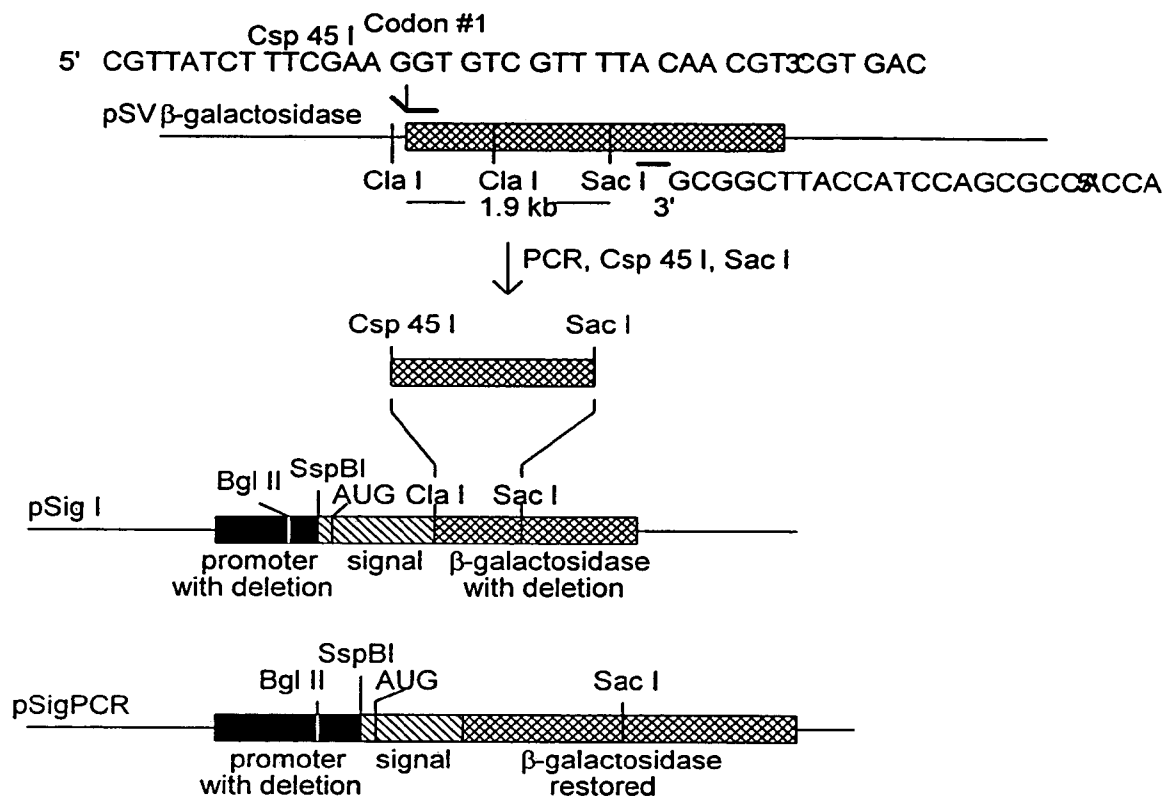 Csp 45 I Codon #1
5' CGTTATCT TTCGAA GGT GTC GTT TTA CAA CGT3'CGT GAC
pSV β-galactosidase
Cla I Cla I Sac I GCGGCTTACCATCCAGCGCCACCA
1.9 kb 3'
PCR, Csp 45 I, Sac I
Csp 45 I Sac I
Bgl II SspBI AUG Cla I Sac I
pSig I
promoter signal β-galactosidase
with deletion with deletion
SspBI
Bgl II AUG Sac I
pSigPCR
promoter signal β-galactosidase
with deletion restored